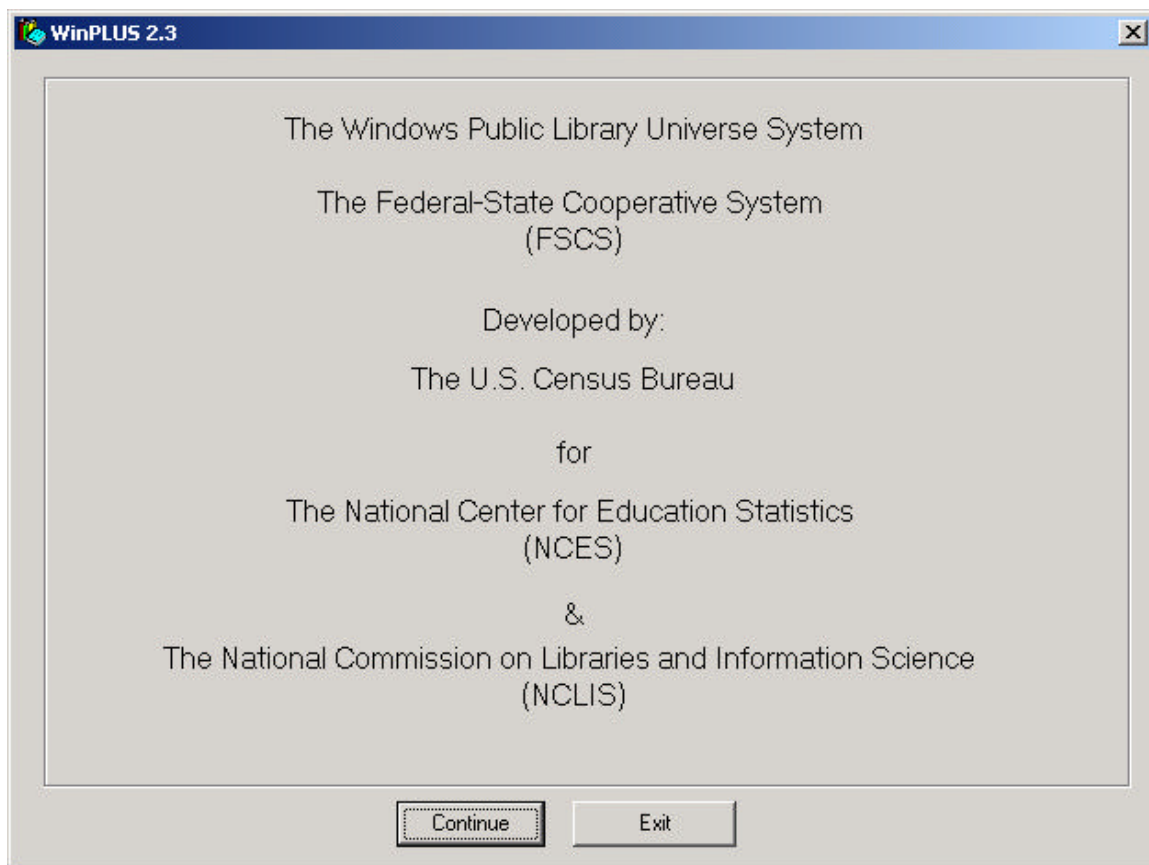 WinPLUS 2.3
The Windows Public Library Universe System
The Federal-State Cooperative System
(FSCS)
Developed by:
The U.S. Census Bureau
for
The National Center for Education Statistics
(NCES)
&
The National Commission on Libraries and Information Science
(NCLIS)
Continue Exit